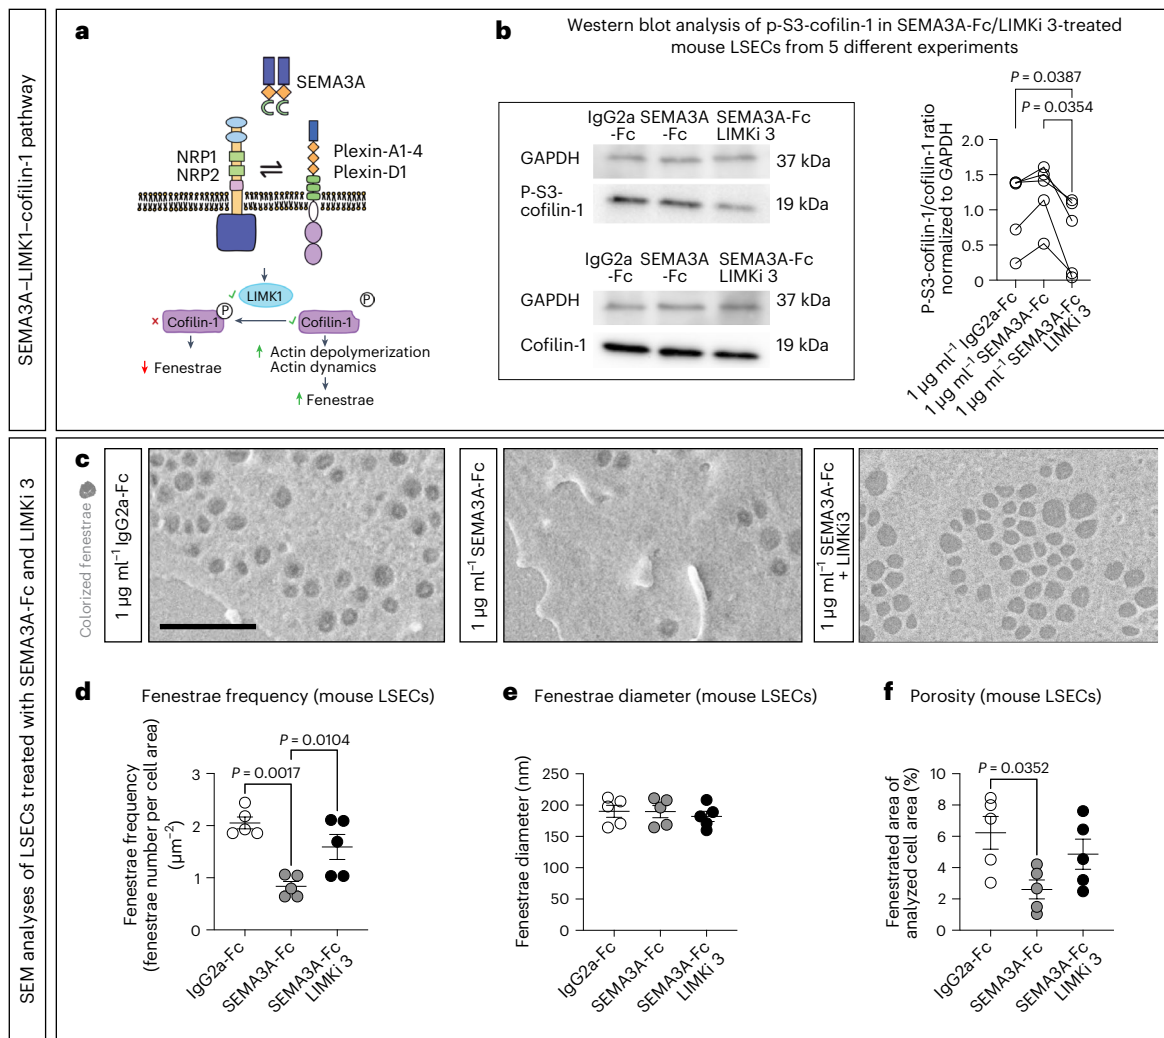 SEMA3A–LIMK1–cofilin-1 pathway
a
SEMA3A
NRP1
NRP2
Plexin-A1-4
Plexin-D1
LIMK1
P
P
Cofilin-1
Cofilin-1
Fenestrae
Actin depolymerization
Actin dynamics
Fenestrae
b
Western blot analysis of p-S3-cofilin-1 in SEMA3A-Fc/LIMKi 3-treated
mouse LSECs from 5 different experiments
IgG2a SEMA3A SEMA3A-Fc
-Fc -Fc LIMKi 3
GAPDH
37 kDa
P-S3-
cofilin-1
19 kDa
IgG2a SEMA3A SEMA3A-Fc
-Fc -Fc LIMKi 3
GAPDH
37 kDa
Cofilin-1
19 kDa
P = 0.0387
P = 0.0354
P-S3-cofilin-1/cofilin-1 ratio
normalized to GAPDH
2.0
1.5
1.0
0.5
0
1 µg ml⁻¹ IgG2a-Fc
1 µg ml⁻¹ SEMA3A-Fc
1 µg ml⁻¹ SEMA3A-Fc
LIMKi 3
SEM analyses of LSECs treated with SEMA3A-Fc and LIMKi 3
c
Colorized fenestrae
1 µg ml⁻¹ IgG2a-Fc
1 µg ml⁻¹ SEMA3A-Fc
1 µg ml⁻¹ SEMA3A-Fc
+ LIMKi3
d
Fenestrae frequency (mouse LSECs)
Fenestrae frequency
(fenestrae number per cell area)
(µm⁻²)
P = 0.0104
P = 0.0017
3
2
1
0
IgG2a-Fc
SEMA3A-Fc
SEMA3A-Fc
LIMKi 3
e
Fenestrae diameter (mouse LSECs)
Fenestrae diameter (nm)
250
200
150
100
50
0
IgG2a-Fc
SEMA3A-Fc
SEMA3A-Fc
LIMKi 3
f
Porosity (mouse LSECs)
Fenestrated area of
analyzed cell area (%)
P = 0.0352
10
8
6
4
2
0
IgG2a-Fc
SEMA3A-Fc
SEMA3A-Fc
LIMKi 3